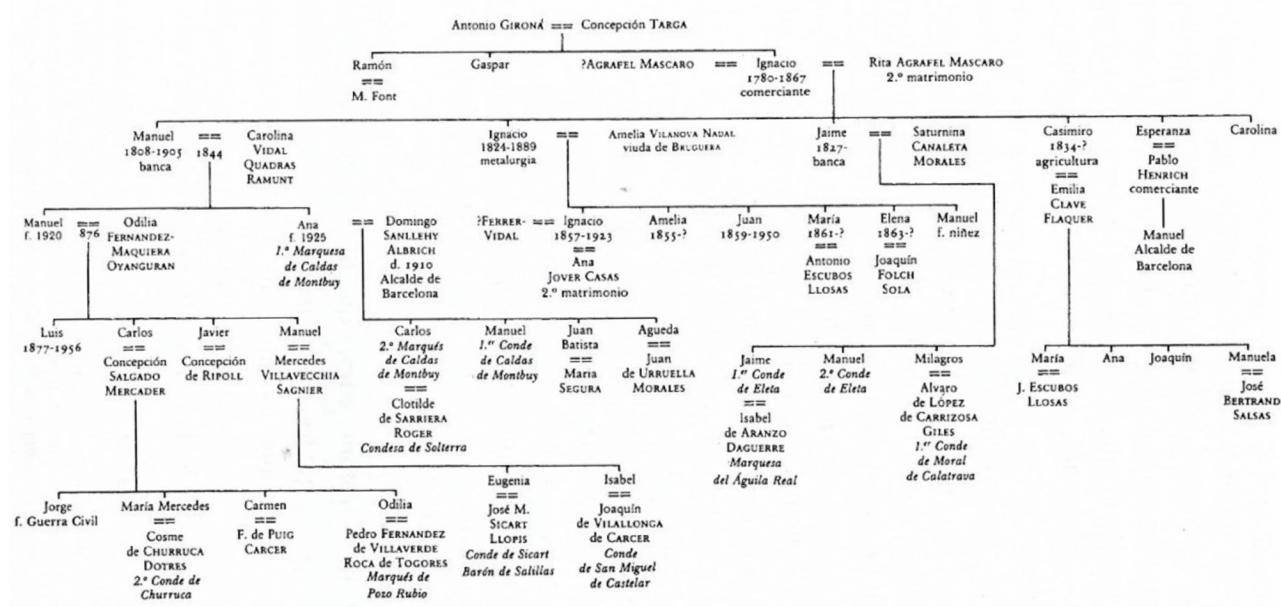 Antonio GIRONÁ == Concepción TARGA
Ramón Gaspar ?AGRAFEL MASCARO == Ignacio == Rita AGRAFEL MASCARO
== 1780-1867 2.º matrimonio
M. Font comerciante
Manuel == Carolina Ignacio == Amelia VILANOVA NADAL Jaime == Saturnina Casimiro Esperanza Carolina
1808-1905 1844 VIDAL 1824-1889 viuda de BRUGUERA 1827- CANALETA 1834-? ==
banca QUADRAS metalurgia banca MORALES agricultura Pablo
RAMUNT == HENRICH
Emilia comerciante
CLAVE
FLAQUER
Manuel
Alcalde de
Barcelona
Manuel == Odilia Ana == Domingo ?FERRER- == Ignacio Amelia Juan María Elena Manuel
f. 1920 876 FERNANDEZ- f. 1925 SANLLEHY VIDAL 1857-1923 1855-? 1859-1950 1861-? 1863-? f. niñez
MAQUIERA 1.ª Marquesa ALBRICH == == ==
OYANGURAN de Caldas d. 1910 Ana Antonio Joaquín
de Montbuy Alcalde de JOVER CASAS ESCUBOS FOLCH
Barcelona 2.º matrimonio LLOSAS SOLA
Luis Carlos Javier Manuel Carlos Manuel Juan Agueda
1877-1956 == == == 2.º Marqués 1.er Conde Batista ==
Concepción Concepción Mercedes de Caldas de Caldas == Juan
SALGADO de RIPOLL VILLAVECCHIA de Montbuy de Montbuy Maria de URRUELLA
MERCADER SAGNIER == SEGURA MORALES
Clotilde
de SARRIERA
ROGER
Condesa de Solterra
Jaime Manuel Milagros María Ana Joaquín Manuela
1.er Conde 2.º Conde == == ==
de Eleta de Eleta Alvaro J. ESCUBOS José
== de LÓPEZ LLOSAS BERTRAND
Isabel de CARRIZOSA SALSAS
de ARANZO GILES
DAGUERRE 1.er Conde
Marquesa de Moral
del Águila Real de Calatrava
Jorge María Mercedes Carmen Odilia Eugenia Isabel
f. Guerra Civil == == == == ==
Cosme F. de PUIG Pedro FERNANDEZ José M. Joaquín
de CHURRUCA CARCER de VILLAVERDE SICART de VILALLONGA
DOTRES ROCA DE TOGORES LLOPIS de CARCER
2.º Conde de Marqués de Conde de Sicart Conde
Churruca Pozo Rubio Barón de Salillas de San Miguel
de Castelar